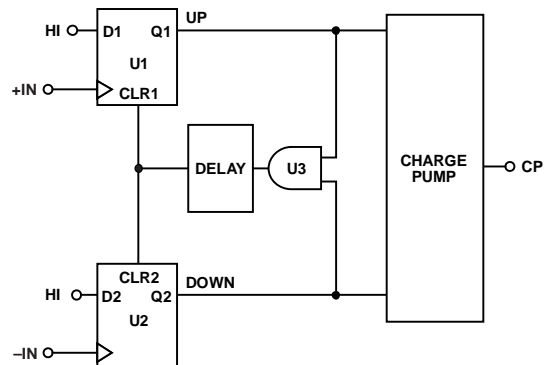 HI
D1
Q1
UP
U1
+IN
CLR1
DELAY
U3
CHARGE
PUMP
CP
CLR2
DOWN
HI
D2
Q2
U2
–IN